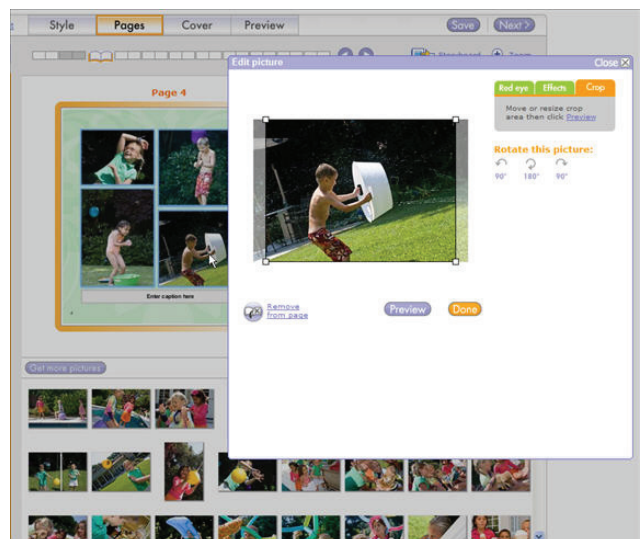 Style Pages Cover Preview Save Next >
Storyboard Zoom
Edit picture Close
Page 4
Red eye Effects Crop
Move or resize crop
area then click Preview
Rotate this picture:
90° 180° 90°
Enter caption here
Remove
from page
Preview Done
Get more pictures